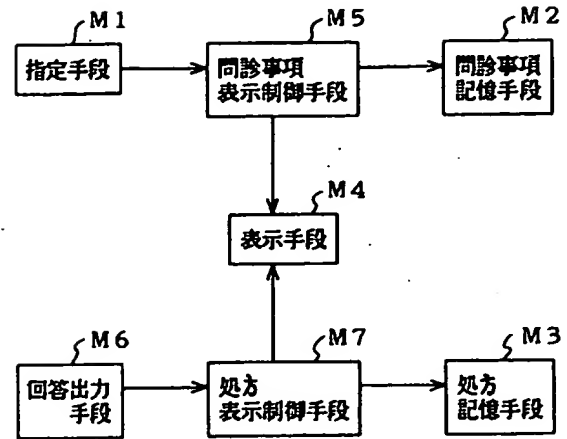 M1
指定手段
M5
問診事項
表示制御手段
M2
問診事項
記憶手段
M4
表示手段
M6
回答出力
手段
M7
処方
表示制御手段
M3
処方
記憶手段